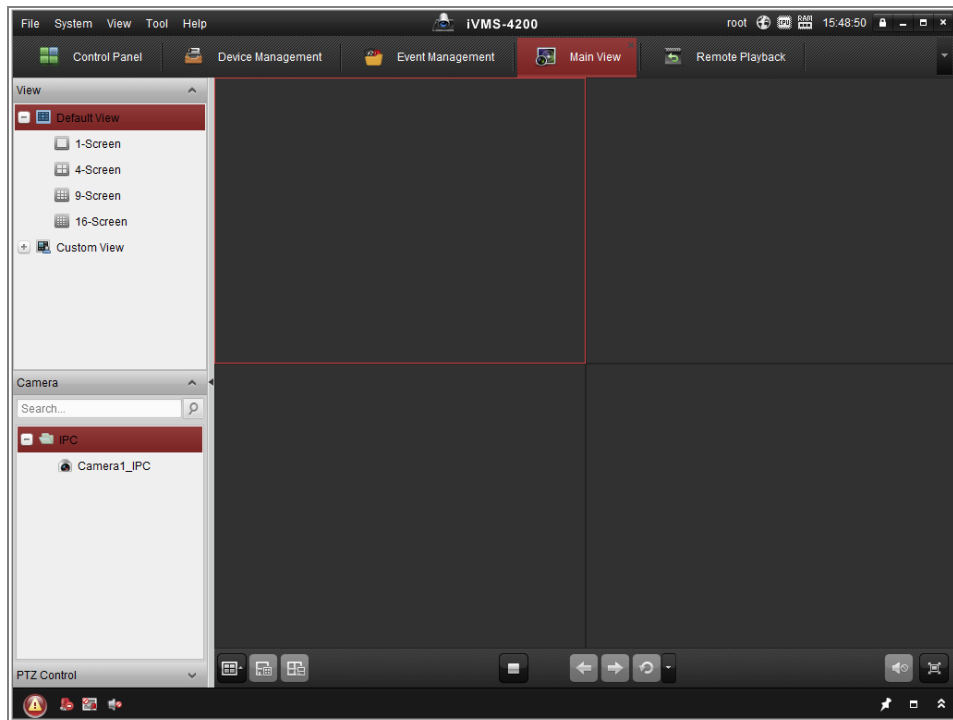 File System View Tool Help iVMS-4200 root CPU RAM 15:48:50
Control Panel Device Management Event Management Main View Remote Playback
View
Default View
1-Screen
4-Screen
9-Screen
16-Screen
Custom View
Camera
Search...
IPC
Camera1_IPC
PTZ Control